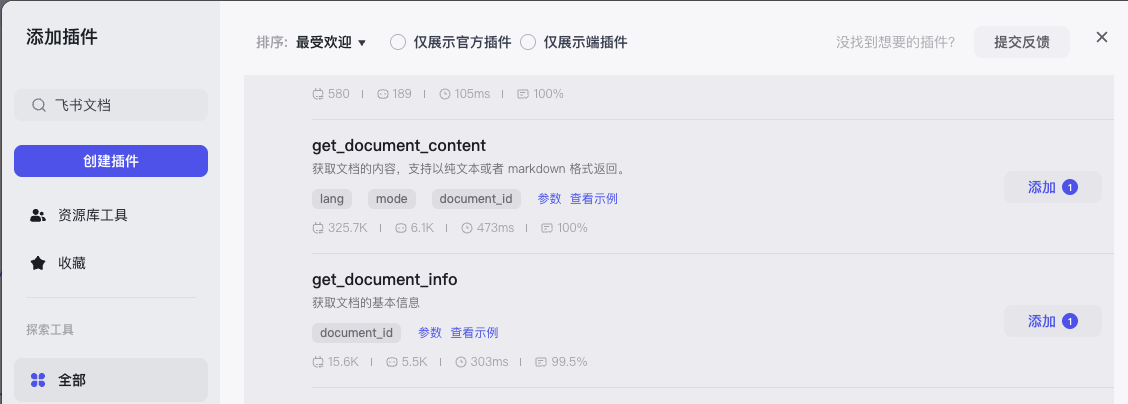 添加插件
飞书文档
创建插件
资源库工具
收藏
探索工具
全部
排序: 最受欢迎 仅展示官方插件 仅展示端插件 没找到想要的插件? 提交反馈
580 189 105ms 100%
get_document_content
获取文档的内容，支持以纯文本或者 markdown 格式返回。
lang mode document_id 参数 查看示例
添加 1
325.7K 6.1K 473ms 100%
get_document_info
获取文档的基本信息
document_id 参数 查看示例
添加 1
15.6K 5.5K 303ms 99.5%